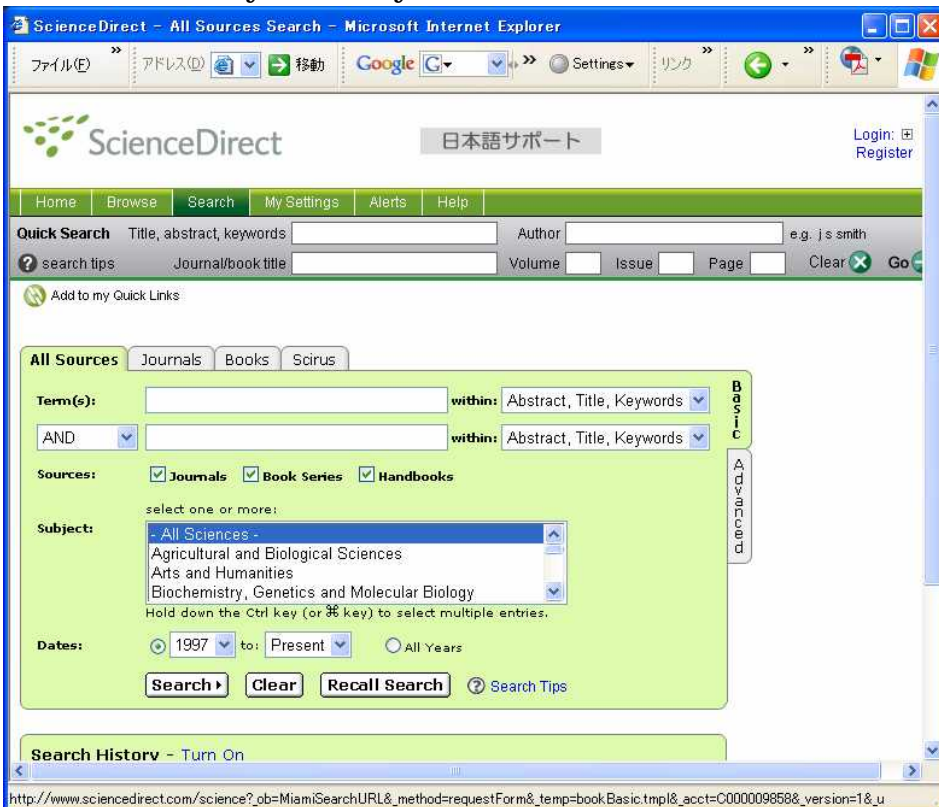 ScienceDirect - All Sources Search - Microsoft Internet Explorer
ファイル(F) » アドレス(D) 移動 Google G » Settings リンク » »
ScienceDirect 日本語サポート Login:
Register
Home Browse Search My Settings Alerts Help
Quick Search Title, abstract, keywords Author e.g. j s smith
? search tips Journal/book title Volume Issue Page Clear Go
Add to my Quick Links
All Sources Journals Books Scirus
Term(s): within: Abstract, Title, Keywords Basic
AND within: Abstract, Title, Keywords
Sources: Journals Book Series Handbooks Advanced
select one or more:
Subject: - All Sciences -
Agricultural and Biological Sciences
Arts and Humanities
Biochemistry, Genetics and Molecular Biology
Hold down the Ctrl key (or ⌘ key) to select multiple entries.
Dates: 1997 to: Present All Years
Search Clear Recall Search ? Search Tips
Search History - Turn On
http://www.sciencedirect.com/science?_ob=MiamiSearchURL&_method=requestForm&_temp=bookBasic.tmpl&_acct=C000009858&_version=1&_u